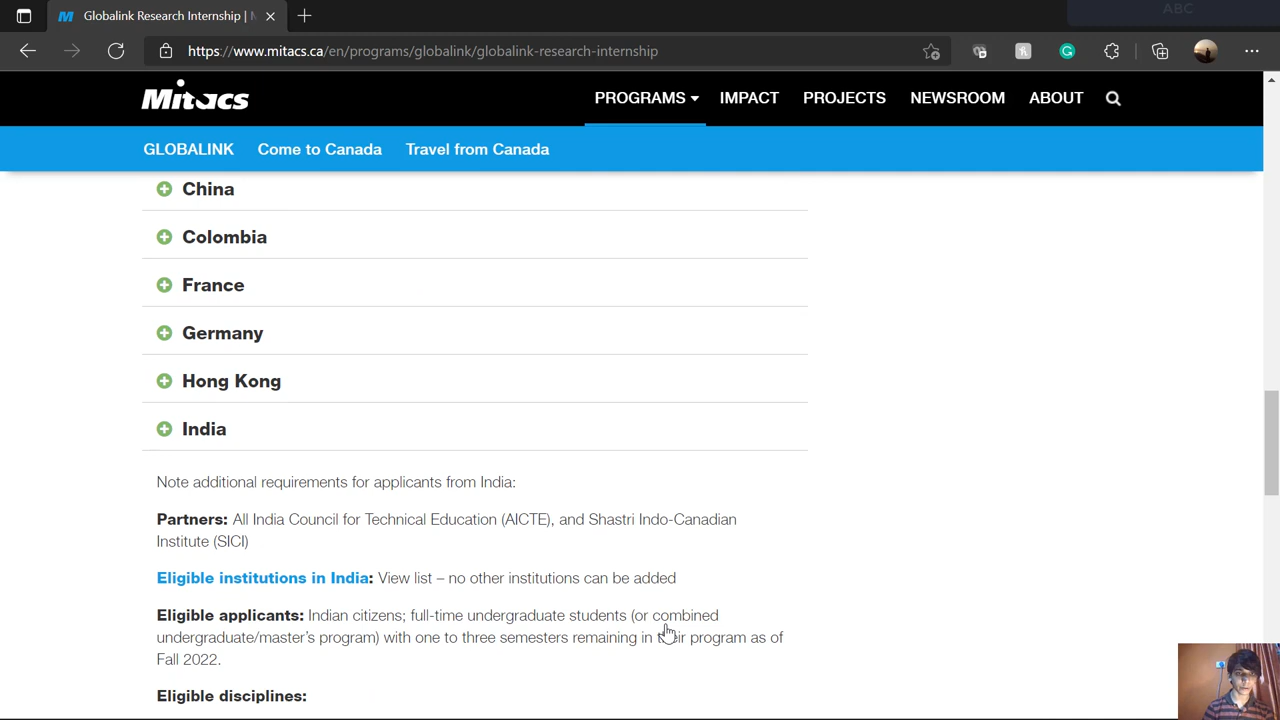 Globalink Research Internship |
ABC
https://www.mitacs.ca/en/programs/globalink/globalink-research-internship
Mitacs
PROGRAMS
IMPACT
PROJECTS
NEWSROOM
ABOUT
GLOBALINK
Come to Canada
Travel from Canada
China
Colombia
France
Germany
Hong Kong
India
Note additional requirements for applicants from India:
Partners: All India Council for Technical Education (AICTE), and Shastri Indo-Canadian
Institute (SICI)
Eligible institutions in India: View list – no other institutions can be added
Eligible applicants: Indian citizens; full-time undergraduate students (or combined
undergraduate/master's program) with one to three semesters remaining in their program as of
Fall 2022.
Eligible disciplines: